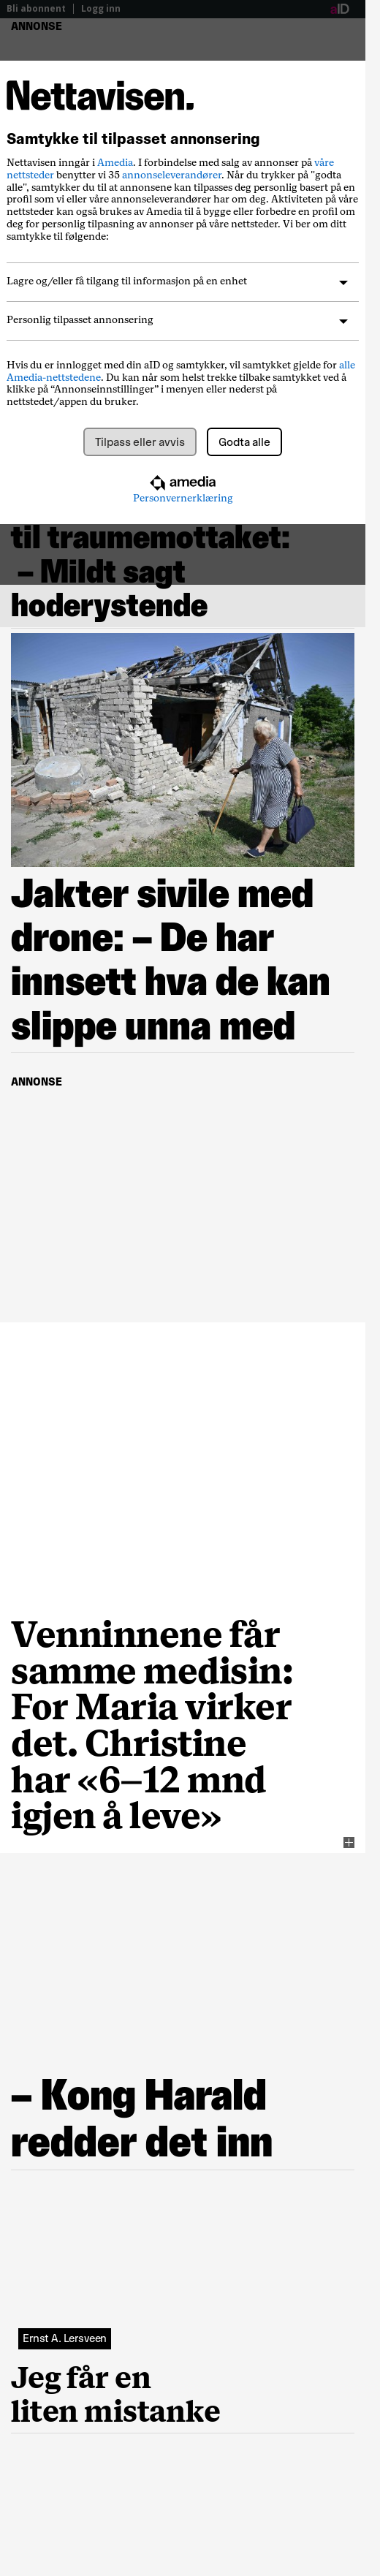 Bli abonnent | Logg inn
aID
ANNONSE
Nettavisen.
Samtykke til tilpasset annonsering
Nettavisen inngår i Amedia. I forbindelse med salg av annonser på våre
nettsteder benytter vi 35 annonseleverandører. Når du trykker på "godta
alle", samtykker du til at annonsene kan tilpasses deg personlig basert på en
profil som vi eller våre annonseleverandører har om deg. Aktiviteten på våre
nettsteder kan også brukes av Amedia til å bygge eller forbedre en profil om
deg for personlig tilpasning av annonser på våre nettsteder. Vi ber om ditt
samtykke til følgende:
Lagre og/eller få tilgang til informasjon på en enhet
Personlig tilpasset annonsering
Hvis du er innlogget med din aID og samtykker, vil samtykket gjelde for alle
Amedia-nettstedene. Du kan når som helst trekke tilbake samtykket ved å
klikke på “Annonseinnstillinger” i menyen eller nederst på
nettstedet/appen du bruker.
Tilpass eller avvis
Godta alle
amedia
Personvernerklæring
til traumemottaket:
– Mildt sagt
hoderystende
Jakter sivile med
drone: – De har
innsett hva de kan
slippe unna med
ANNONSE
Venninnene får
samme medisin:
For Maria virker
det. Christine
har «6–12 mnd
igjen å leve»
– Kong Harald
redder det inn
Ernst A. Lersveen
Jeg får en
liten mistanke